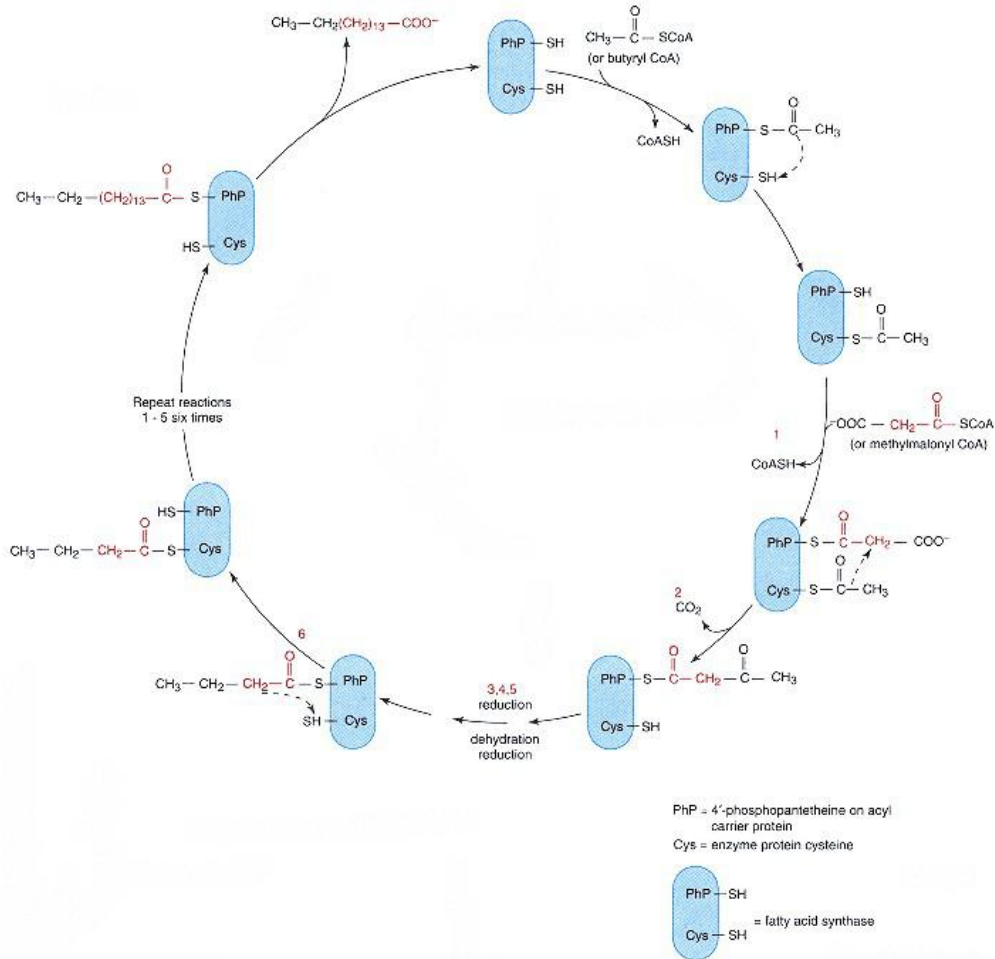 CH₃–CH₂(CH₂)₁₃–COO⁻
PhP–SH
Cys–SH
O
CH₃–C–SCoA
(or butyryl CoA)
CoASH
O
PhP–S–C–CH₃
Cys–SH
PhP–SH
O
Cys–S–C–CH₃
1
O
-OOC–CH₂–C–SCoA
(or methylmalonyl CoA)
CoASH
O
PhP–S–C–CH₂–COO⁻
O
Cys–S–C–CH₃
2
CO₂
O O
PhP–S–C–CH₂–C–CH₃
Cys–SH
3,4,5
reduction
dehydration
reduction
6
O
CH₃–CH₂–CH₂–C–S–PhP
SH–Cys
HS–PhP
O
CH₃–CH₂–CH₂–C–S–Cys
Repeat reactions
1 - 5 six times
O
CH₃–CH₂–(CH₂)₁₃–C–S–PhP
HS–Cys
PhP = 4′-phosphopantetheine on acyl
carrier protein
Cys = enzyme protein cysteine
PhP–SH
= fatty acid synthase
Cys–SH